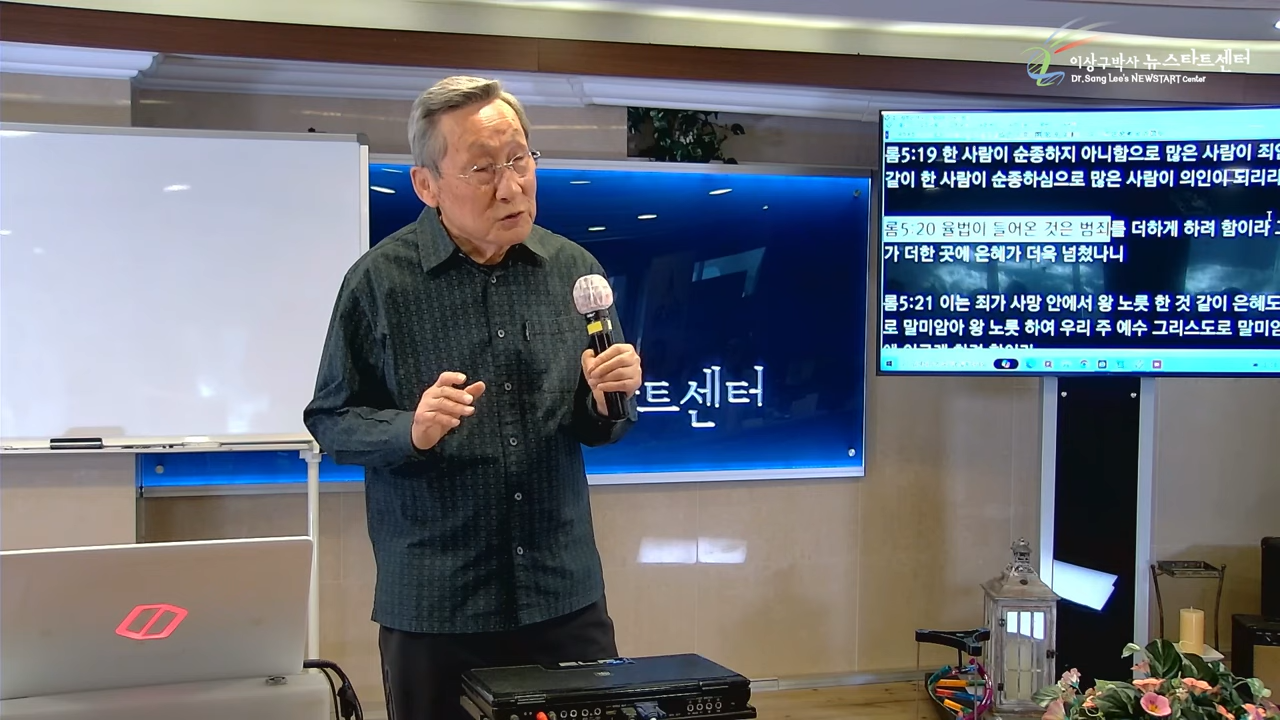 이상구박사 뉴스타트센터
Dr. Sang Lee's NEWSTART Center
롬5:19 한 사람이 순종하지 아니함으로 많은 사람이 죄인
같이 한 사람이 순종하심으로 많은 사람이 의인이 되리라
롬5:20 율법이 들어온 것은 범죄를 더하게 하려 함이라
가 더한 곳에 은혜가 더욱 넘쳤나니
롬5:21 이는 죄가 사망 안에서 왕 노릇 한 것 같이 은혜도
로 말미암아 왕 노릇 하여 우리 주 예수 그리스도로 말미암
트센터